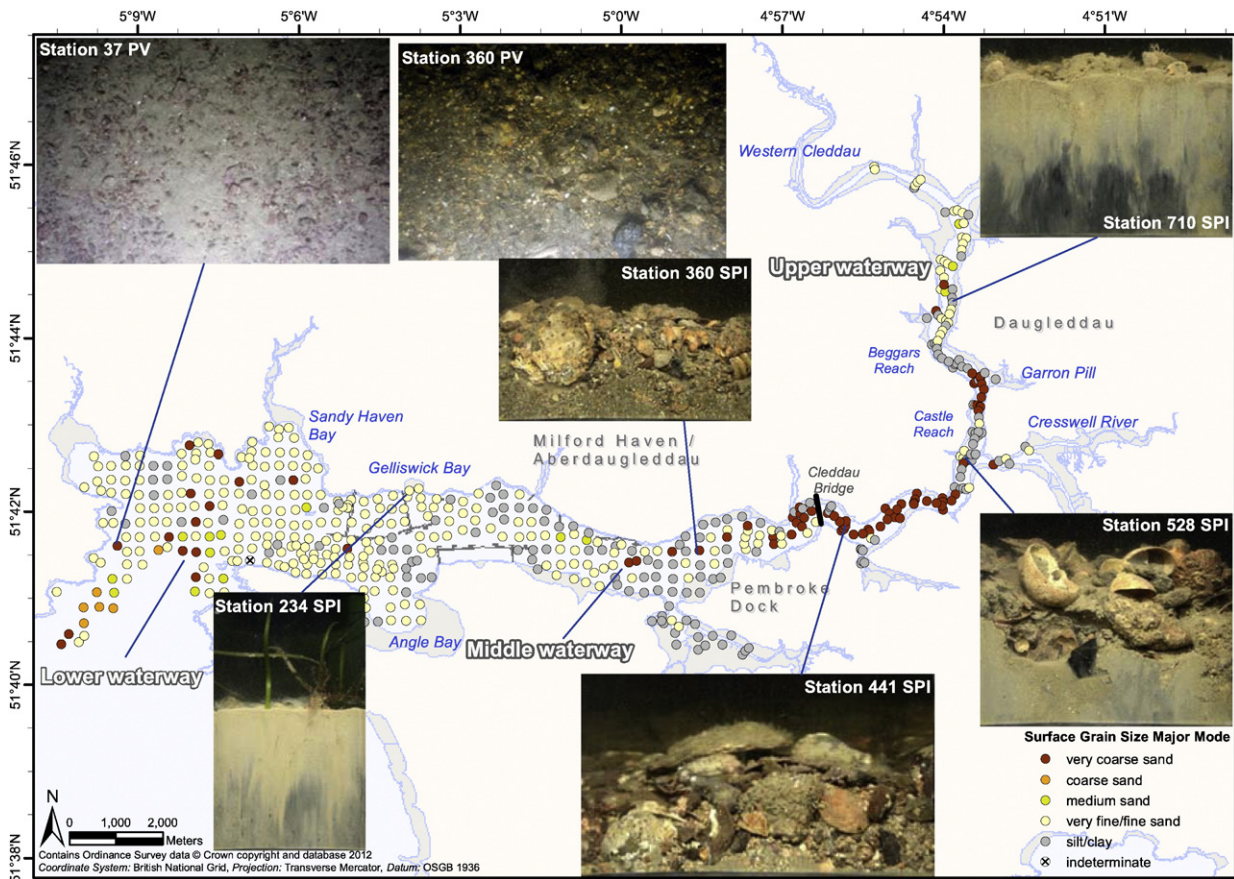 5°9'W
5°6'W
5°3'W
5°0'W
4°57'W
4°54'W
4°51'W
Station 37 PV
Station 360 PV
51°46'N
Western Cleddau
Station 710 SPI
Upper waterway
Station 360 SPI
51°44'N
Daugleddau
Beggars
Reach
Garron Pill
Castle
Reach
Cresswell River
Sandy Haven
Bay
Milford Haven /
Aberdaugleddau
Gelliswick Bay
Cleddau
Bridge
51°42'N
Station 528 SPI
Pembroke
Dock
Station 234 SPI
Angle Bay
Middle waterway
Lower waterway
51°40'N
Station 441 SPI
Surface Grain Size Major Mode
very coarse sand
coarse sand
medium sand
very fine/fine sand
silt/clay
indeterminate
N
0 1,000 2,000
Meters
51°38'N
Contains Ordinance Survey data © Crown copyright and database 2012
Coordinate System: British National Grid, Projection: Transverse Mercator, Datum: OSGB 1936